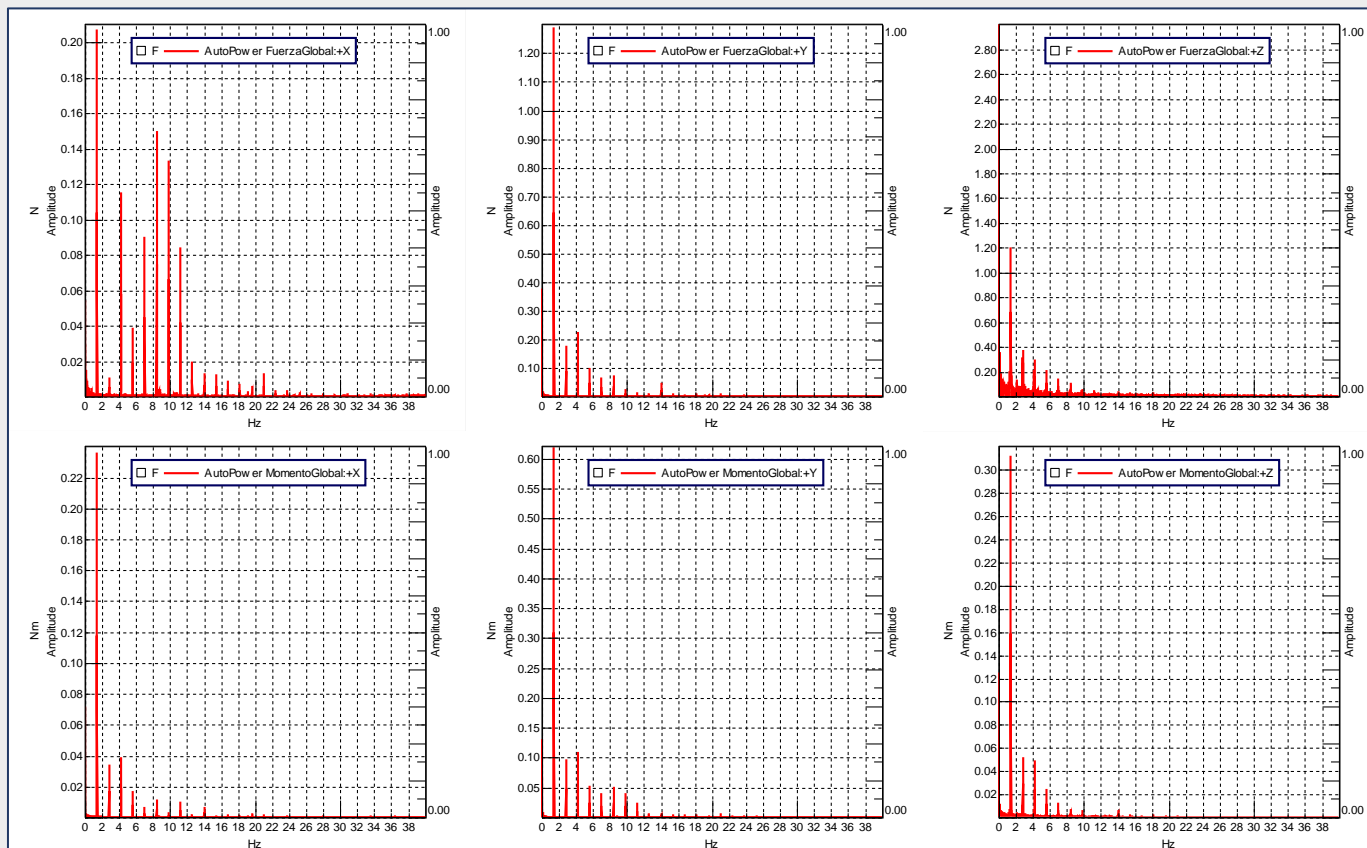 F AutoPower FuerzaGlobal:+X
0.20
0.18
0.16
0.14
0.12
0.10
0.08
0.06
0.04
0.02
N
Amplitude
1.00
Amplitude
0.00
0 2 4 6 8 10 12 14 16 18 20 22 24 26 28 30 32 34 36 38
Hz
F AutoPower FuerzaGlobal:+Y
1.20
1.10
1.00
0.90
0.80
0.70
0.60
0.50
0.40
0.30
0.20
0.10
N
Amplitude
1.00
Amplitude
0.00
0 2 4 6 8 10 12 14 16 18 20 22 24 26 28 30 32 34 36 38
Hz
F AutoPower FuerzaGlobal:+Z
2.80
2.60
2.40
2.20
2.00
1.80
1.60
1.40
1.20
1.00
0.80
0.60
0.40
0.20
N
Amplitude
1.00
Amplitude
0.00
0 2 4 6 8 10 12 14 16 18 20 22 24 26 28 30 32 34 36 38
Hz
F AutoPower MomentoGlobal:+X
0.22
0.20
0.18
0.16
0.14
0.12
0.10
0.08
0.06
0.04
0.02
Nm
Amplitude
1.00
Amplitude
0.00
0 2 4 6 8 10 12 14 16 18 20 22 24 26 28 30 32 34 36 38
Hz
F AutoPower MomentoGlobal:+Y
0.60
0.55
0.50
0.45
0.40
0.35
0.30
0.25
0.20
0.15
0.10
0.05
Nm
Amplitude
1.00
Amplitude
0.00
0 2 4 6 8 10 12 14 16 18 20 22 24 26 28 30 32 34 36 38
Hz
F AutoPower MomentoGlobal:+Z
0.30
0.28
0.26
0.24
0.22
0.20
0.18
0.16
0.14
0.12
0.10
0.08
0.06
0.04
0.02
Nm
Amplitude
1.00
Amplitude
0.00
0 2 4 6 8 10 12 14 16 18 20 22 24 26 28 30 32 34 36 38
Hz